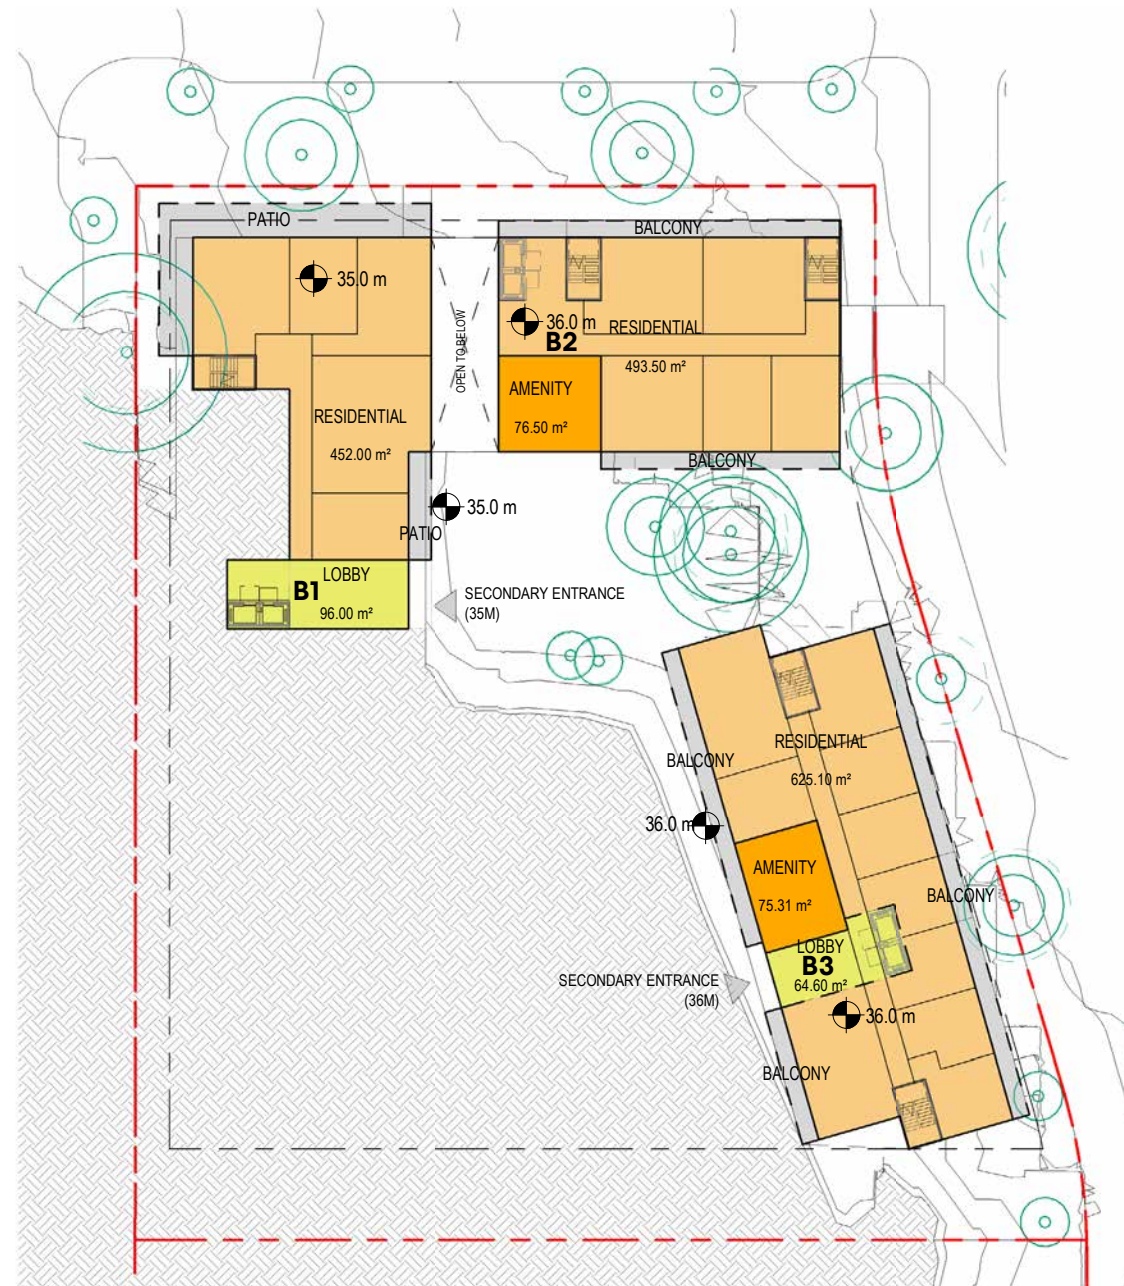 PATIO
BALCONY
35.0 m
36.0 m
B2
RESIDENTIAL
493.50 m²
OPEN TO BELOW
AMENITY
76.50 m²
RESIDENTIAL
452.00 m²
BALCONY
35.0 m
PATIO
LOBBY
B1
96.00 m²
SECONDARY ENTRANCE
(35M)
RESIDENTIAL
625.10 m²
BALCONY
36.0 m
AMENITY
75.31 m²
BALCONY
LOBBY
B3
64.60 m²
SECONDARY ENTRANCE
(36M)
36.0 m
BALCONY